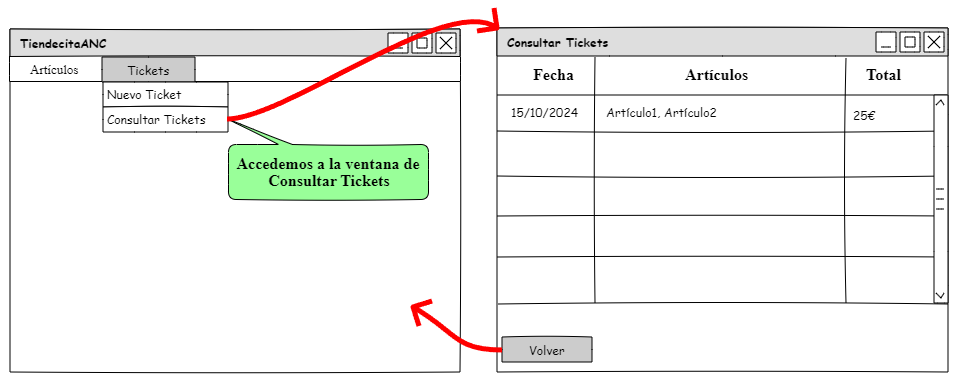 TiendecitaANC
Artículos
Tickets
Nuevo Ticket
Consultar Tickets
Accedemos a la ventana de
Consultar Tickets
Consultar Tickets
Fecha
Artículos
Total
15/10/2024
Artículo1, Artículo2
25€
Volver